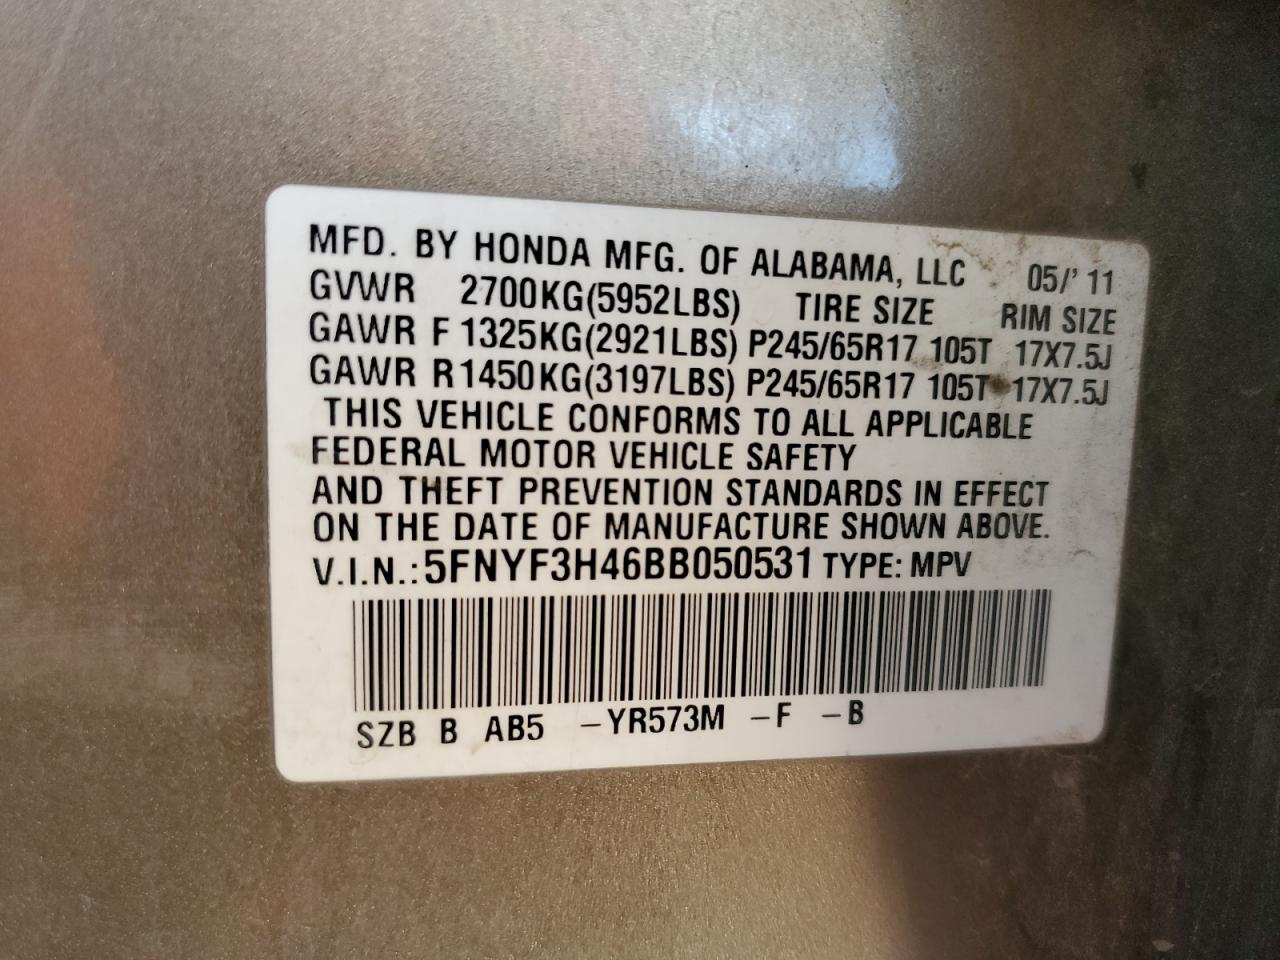 MFD. BY HONDA MFG. OF ALABAMA, LLC 05/'11
GVWR 2700KG(5952LBS) TIRE SIZE RIM SIZE
GAWR F 1325KG(2921LBS) P245/65R17 105T 17X7.5J
GAWR R 1450KG(3197LBS) P245/65R17 105T 17X7.5J
THIS VEHICLE CONFORMS TO ALL APPLICABLE
FEDERAL MOTOR VEHICLE SAFETY
AND THEFT PREVENTION STANDARDS IN EFFECT
ON THE DATE OF MANUFACTURE SHOWN ABOVE.
V.I.N.: 5FNYF3H46BB050531 TYPE: MPV
SZB B AB5 -YR573M -F -B